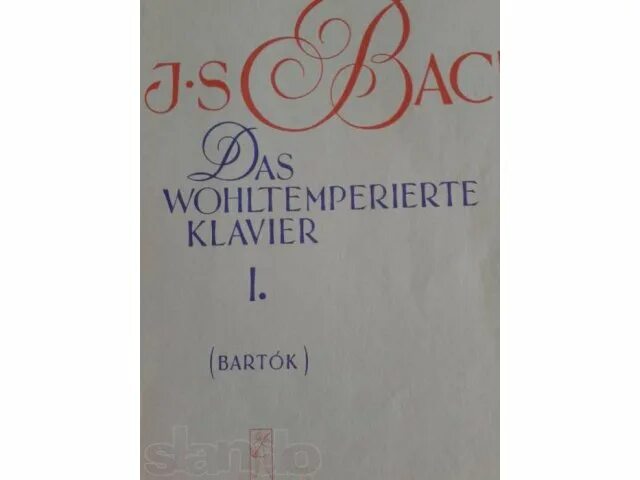 J·S BAC
DAS
WOHLTEMPERIERTE
KLAVIER
I.
(BARTÓK)